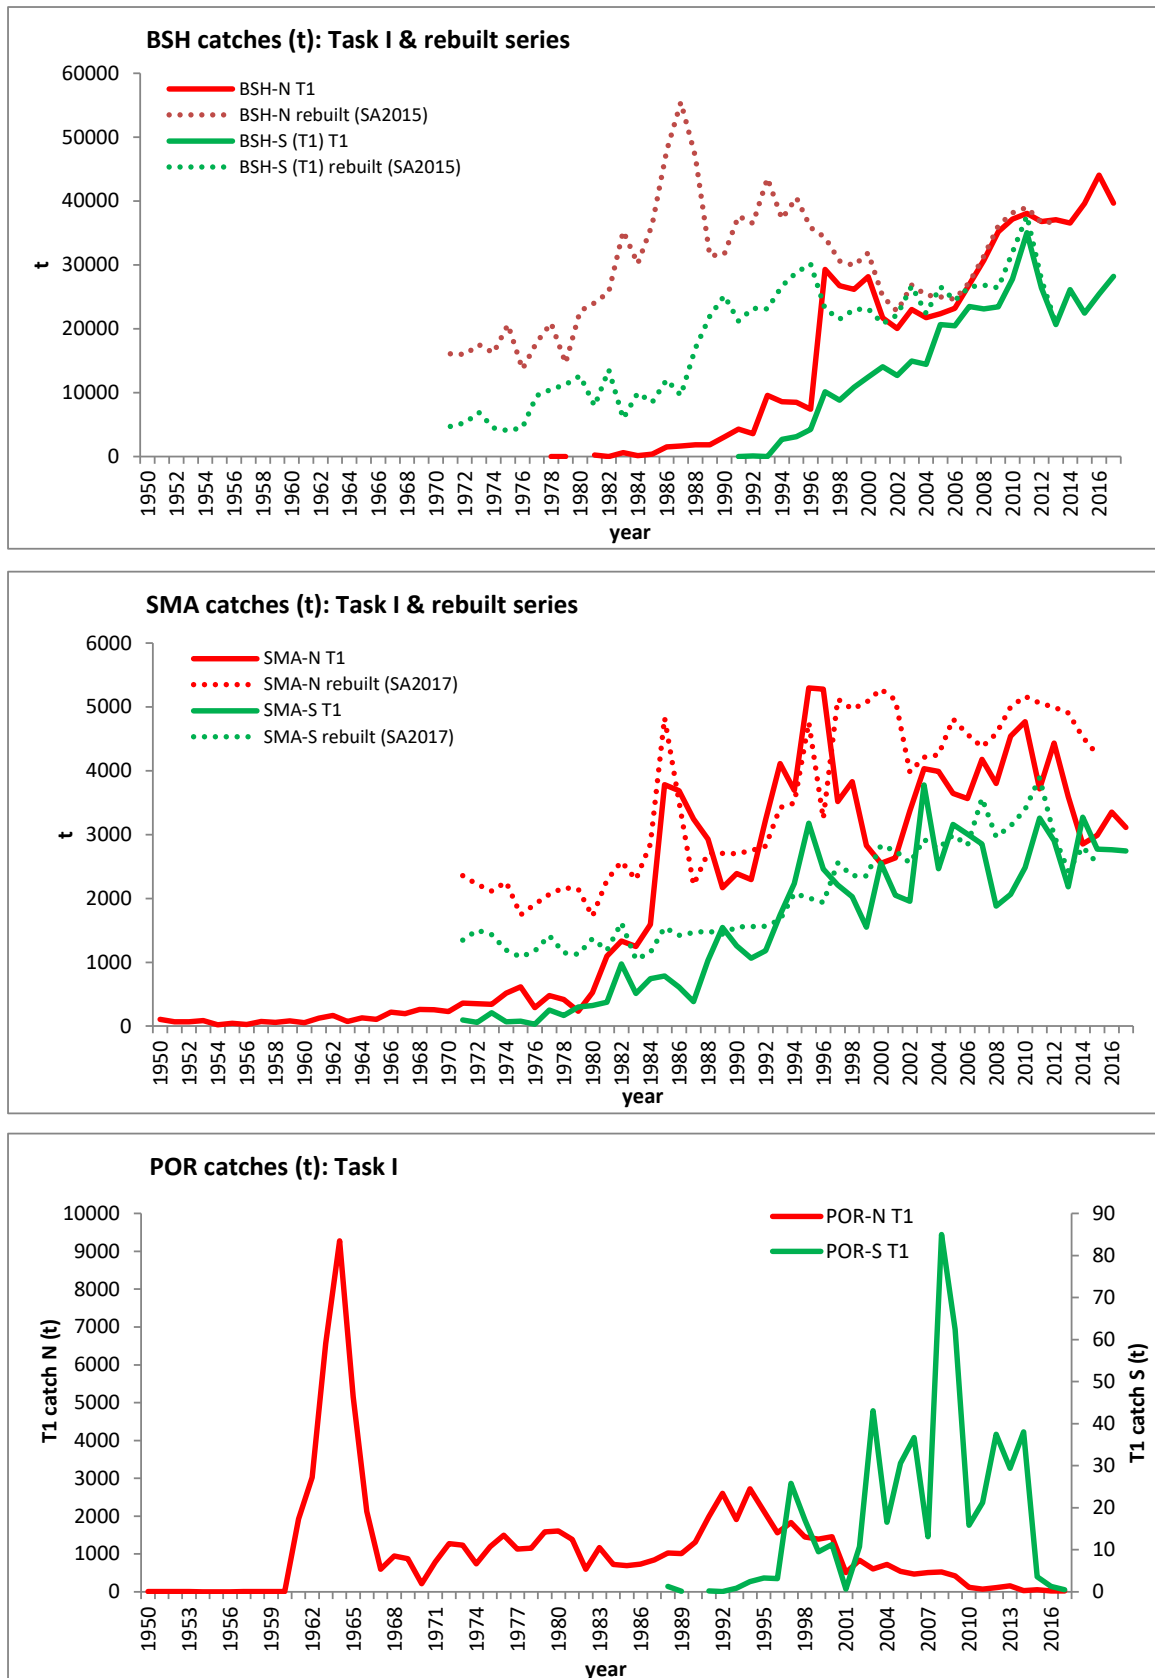 BSH catches (t): Task I & rebuilt series
60000
50000
40000
30000
20000
10000
0
t
BSH-N T1
BSH-N rebuilt (SA2015)
BSH-S (T1) T1
BSH-S (T1) rebuilt (SA2015)
1950 1952 1954 1956 1958 1960 1962 1964 1966 1968 1970 1972 1974 1976 1978 1980 1982 1984 1986 1988 1990 1992 1994 1996 1998 2000 2002 2004 2006 2008 2010 2012 2014 2016
year
SMA catches (t): Task I & rebuilt series
6000
5000
4000
3000
2000
1000
0
t
SMA-N T1
SMA-N rebuilt (SA2017)
SMA-S T1
SMA-S rebuilt (SA2017)
1950 1952 1954 1956 1958 1960 1962 1964 1966 1968 1970 1972 1974 1976 1978 1980 1982 1984 1986 1988 1990 1992 1994 1996 1998 2000 2002 2004 2006 2008 2010 2012 2014 2016
year
POR catches (t): Task I
10000
9000
8000
7000
6000
5000
4000
3000
2000
1000
0
T1 catch N (t)
POR-N T1
POR-S T1
90
80
70
60
50
40
30
20
10
0
T1 catch S (t)
1950 1953 1956 1959 1962 1965 1968 1971 1974 1977 1980 1983 1986 1989 1992 1995 1998 2001 2004 2007 2010 2013 2016
year